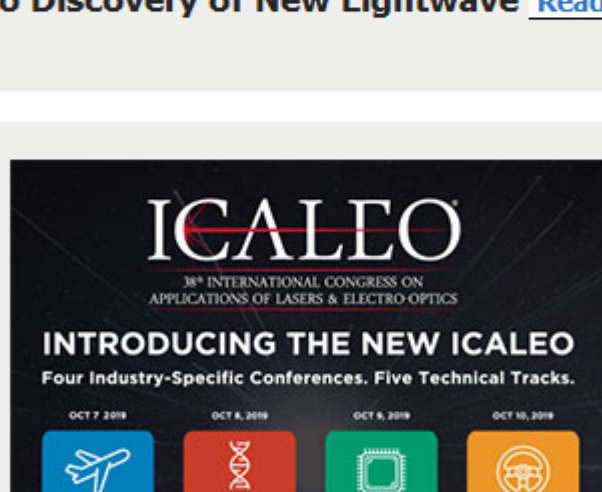 o Discovery of New Lightwave Read
ICALEO
38th INTERNATIONAL CONGRESS ON
APPLICATIONS OF LASERS & ELECTRO-OPTICS
INTRODUCING THE NEW ICALEO
Four Industry-Specific Conferences. Five Technical Tracks.
OCT 7 2019 OCT 8, 2019 OCT 9, 2019 OCT 10, 2019